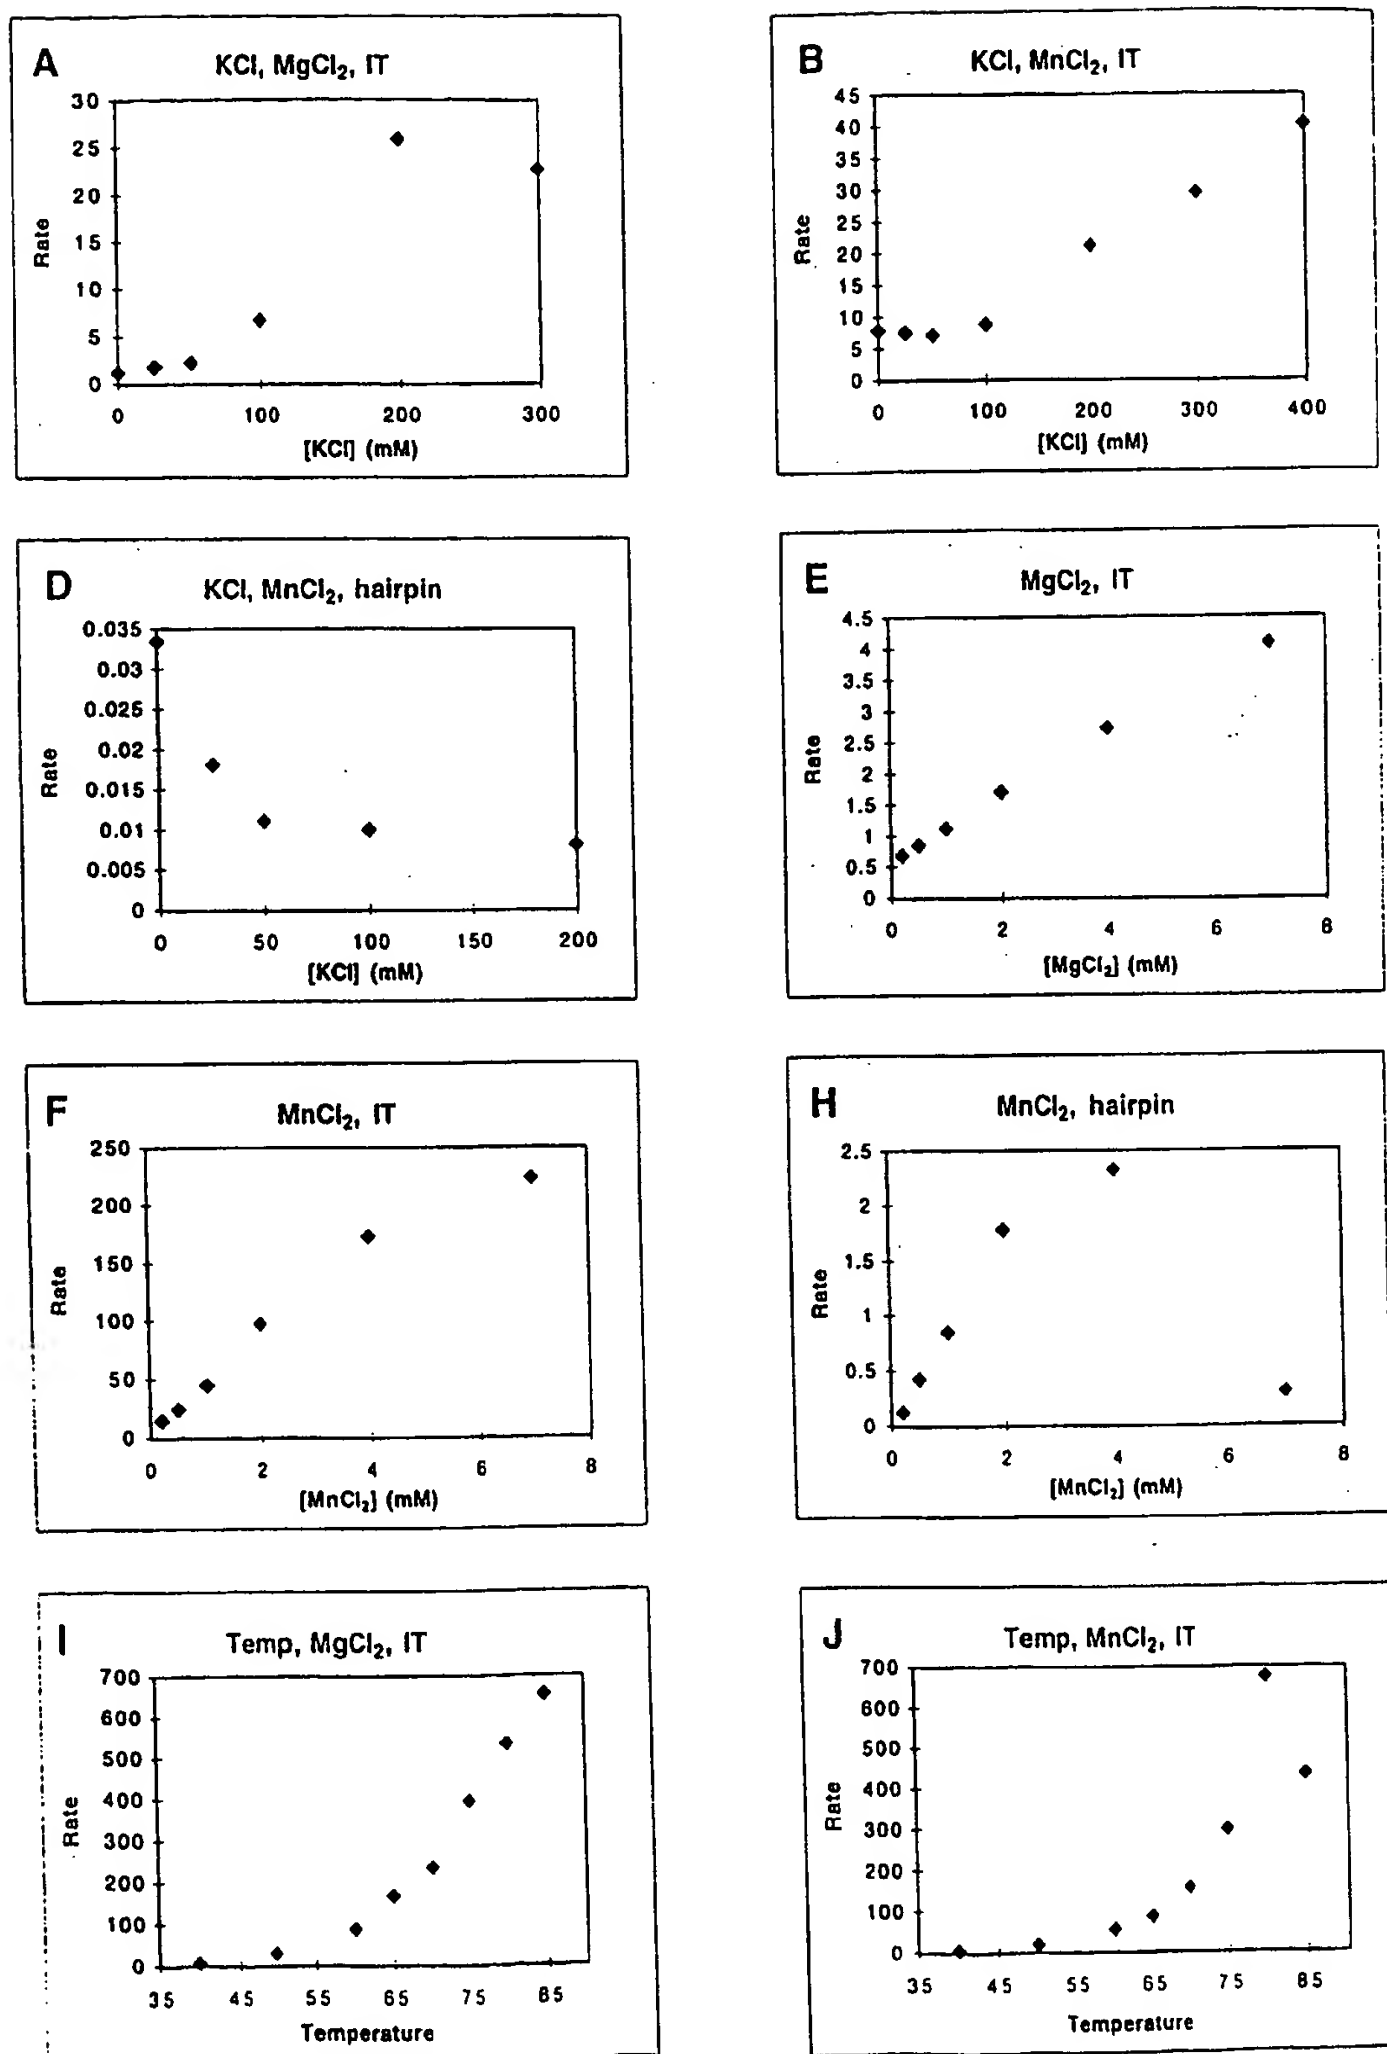 A
KCl, MgCl₂, IT
30
25
20
15
10
5
0
Rate
0 100 200 300
[KCl] (mM)
B
KCl, MnCl₂, IT
45
40
35
30
25
20
15
10
5
0
Rate
0 100 200 300 400
[KCl] (mM)
D
KCl, MnCl₂, hairpin
0.035
0.03
0.025
0.02
0.015
0.01
0.005
0
Rate
0 50 100 150 200
[KCl] (mM)
E
MgCl₂, IT
4.5
4
3.5
3
2.5
2
1.5
1
0.5
0
Rate
0 2 4 6 8
[MgCl₂] (mM)
F
MnCl₂, IT
250
200
150
100
50
0
Rate
0 2 4 6 8
[MnCl₂] (mM)
H
MnCl₂, hairpin
2.5
2
1.5
1
0.5
0
Rate
0 2 4 6 8
[MnCl₂] (mM)
I
Temp, MgCl₂, IT
700
600
500
400
300
200
100
0
Rate
35 45 55 65 75 85
Temperature
J
Temp, MnCl₂, IT
700
600
500
400
300
200
100
0
Rate
35 45 55 65 75 85
Temperature